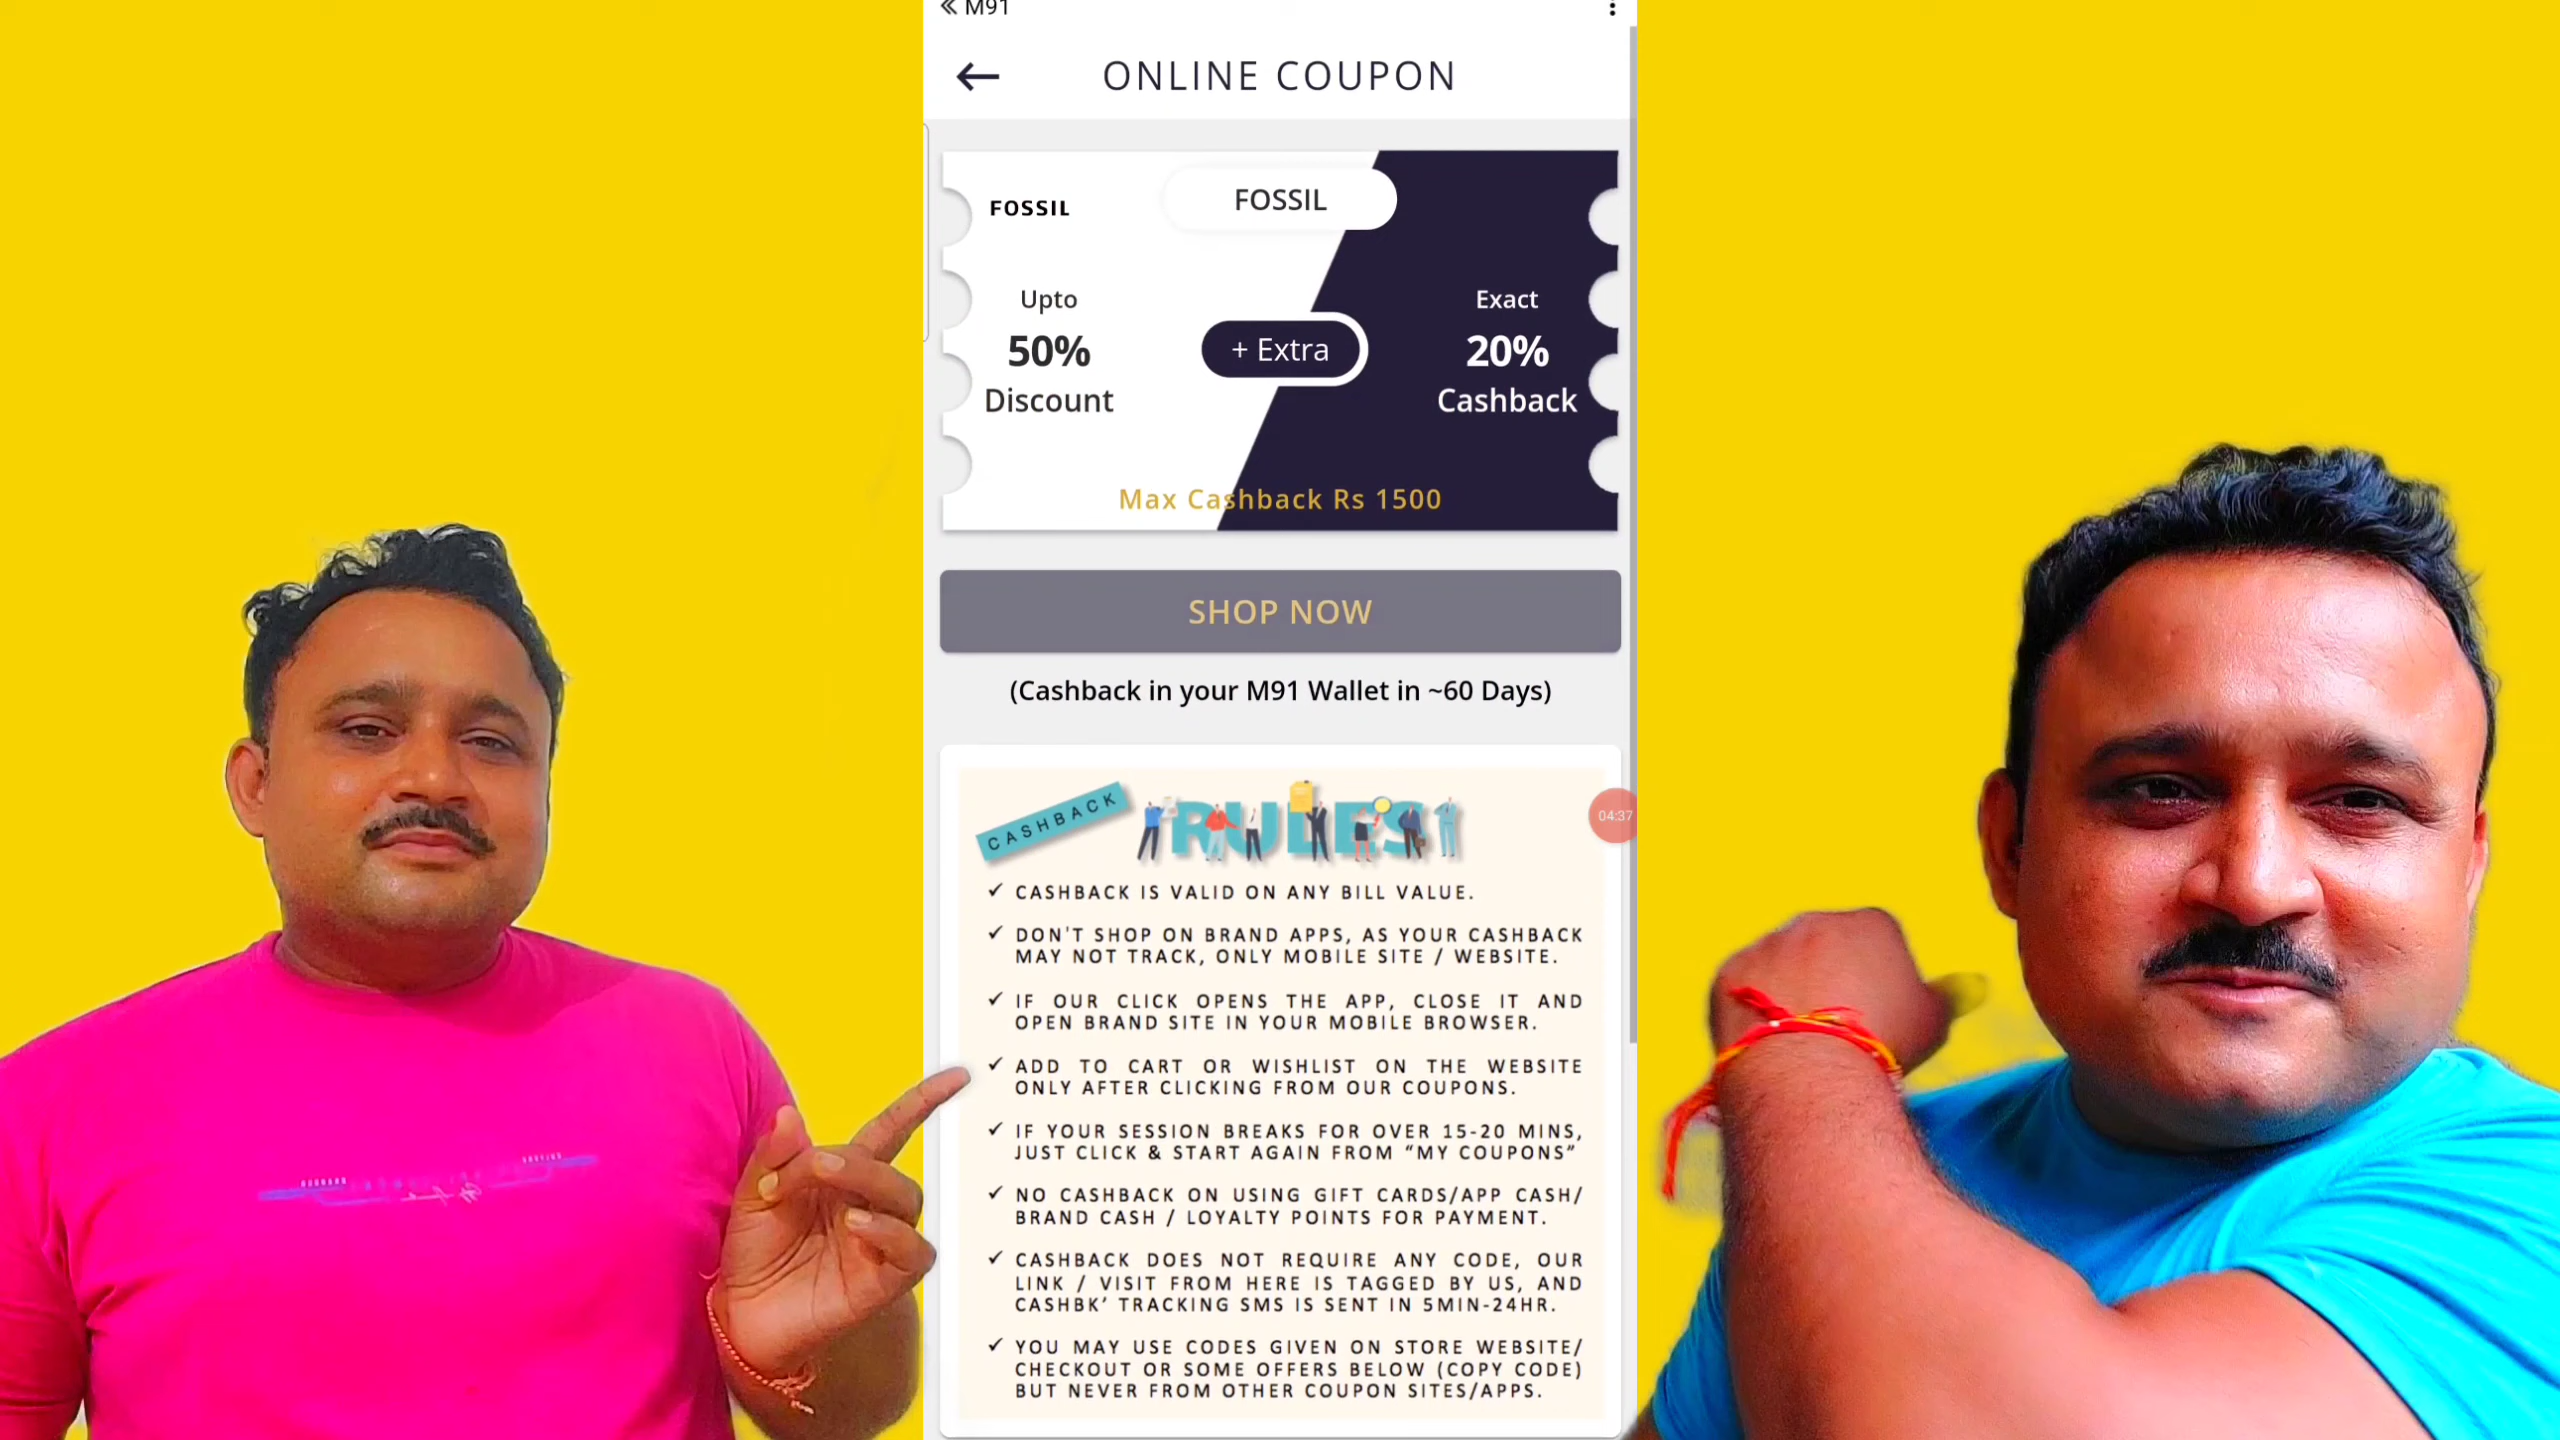 « M91
ONLINE COUPON
FOSSIL
FOSSIL
Upto
50%
Discount
+ Extra
Exact
20%
Cashback
Max Cashback Rs 1500
SHOP NOW
(Cashback in your M91 Wallet in ~60 Days)
CASHBACK
RULES
04:37
✓ CASHBACK IS VALID ON ANY BILL VALUE.
✓ DON'T SHOP ON BRAND APPS, AS YOUR CASHBACK
MAY NOT TRACK, ONLY MOBILE SITE / WEBSITE.
✓ IF OUR CLICK OPENS THE APP, CLOSE IT AND
OPEN BRAND SITE IN YOUR MOBILE BROWSER.
✓ ADD TO CART OR WISHLIST ON THE WEBSITE
ONLY AFTER CLICKING FROM OUR COUPONS.
✓ IF YOUR SESSION BREAKS FOR OVER 15-20 MINS,
JUST CLICK & START AGAIN FROM “MY COUPONS”
✓ NO CASHBACK ON USING GIFT CARDS/APP CASH/
BRAND CASH / LOYALTY POINTS FOR PAYMENT.
✓ CASHBACK DOES NOT REQUIRE ANY CODE, OUR
LINK / VISIT FROM HERE IS TAGGED BY US, AND
CASHBK’ TRACKING SMS IS SENT IN 5MIN-24HR.
✓ YOU MAY USE CODES GIVEN ON STORE WEBSITE/
CHECKOUT OR SOME OFFERS BELOW (COPY CODE)
BUT NEVER FROM OTHER COUPON SITES/APPS.